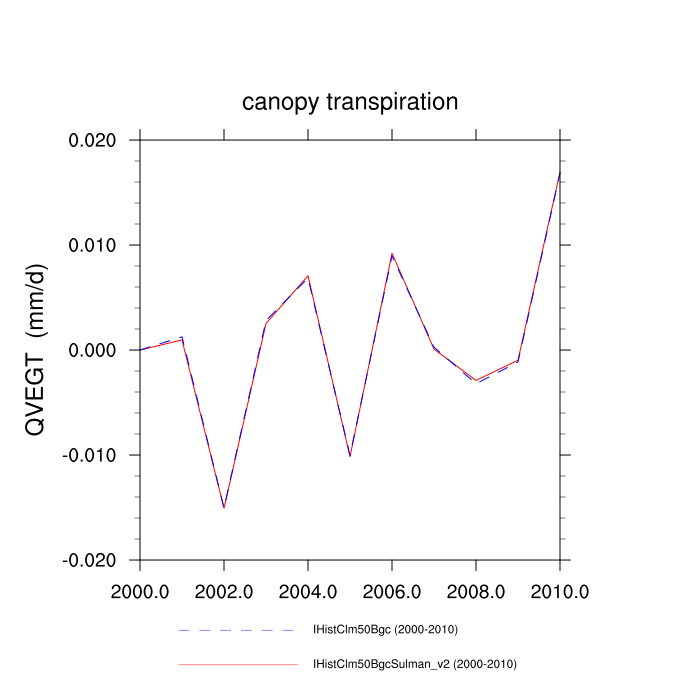 canopy transpiration
0.020
0.010
0.000
-0.010
-0.020
QVEGT (mm/d)
2000.0 2002.0 2004.0 2006.0 2008.0 2010.0
IHistClm50Bgc (2000-2010)
IHistClm50BgcSulman_v2 (2000-2010)